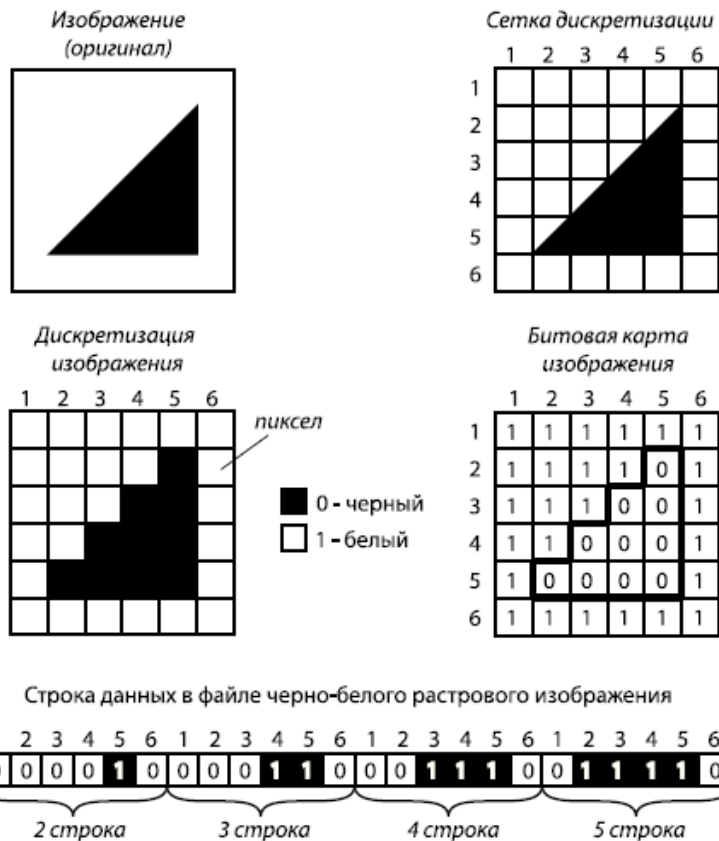 Изображение
(оригинал)
Сетка дискретизации
1 2 3 4 5 6
1
2
3
4
5
6
Дискретизация
изображения
1 2 3 4 5 6
пиксел
0 - черный
1 - белый
Битовая карта
изображения
1 2 3 4 5 6
1 1 1 1 1 1 1
2 1 1 1 1 0 1
3 1 1 1 0 0 1
4 1 1 0 0 0 1
5 1 0 0 0 0 1
6 1 1 1 1 1 1
Строка данных в файле черно-белого растрового изображения
2 3 4 5 6 1 2 3 4 5 6 1 2 3 4 5 6 1 2 3 4 5 6
0 0 0 0 1 0 0 0 0 1 1 0 0 0 1 1 1 0 0 1 1 1 1 0
2 строка 3 строка 4 строка 5 строка